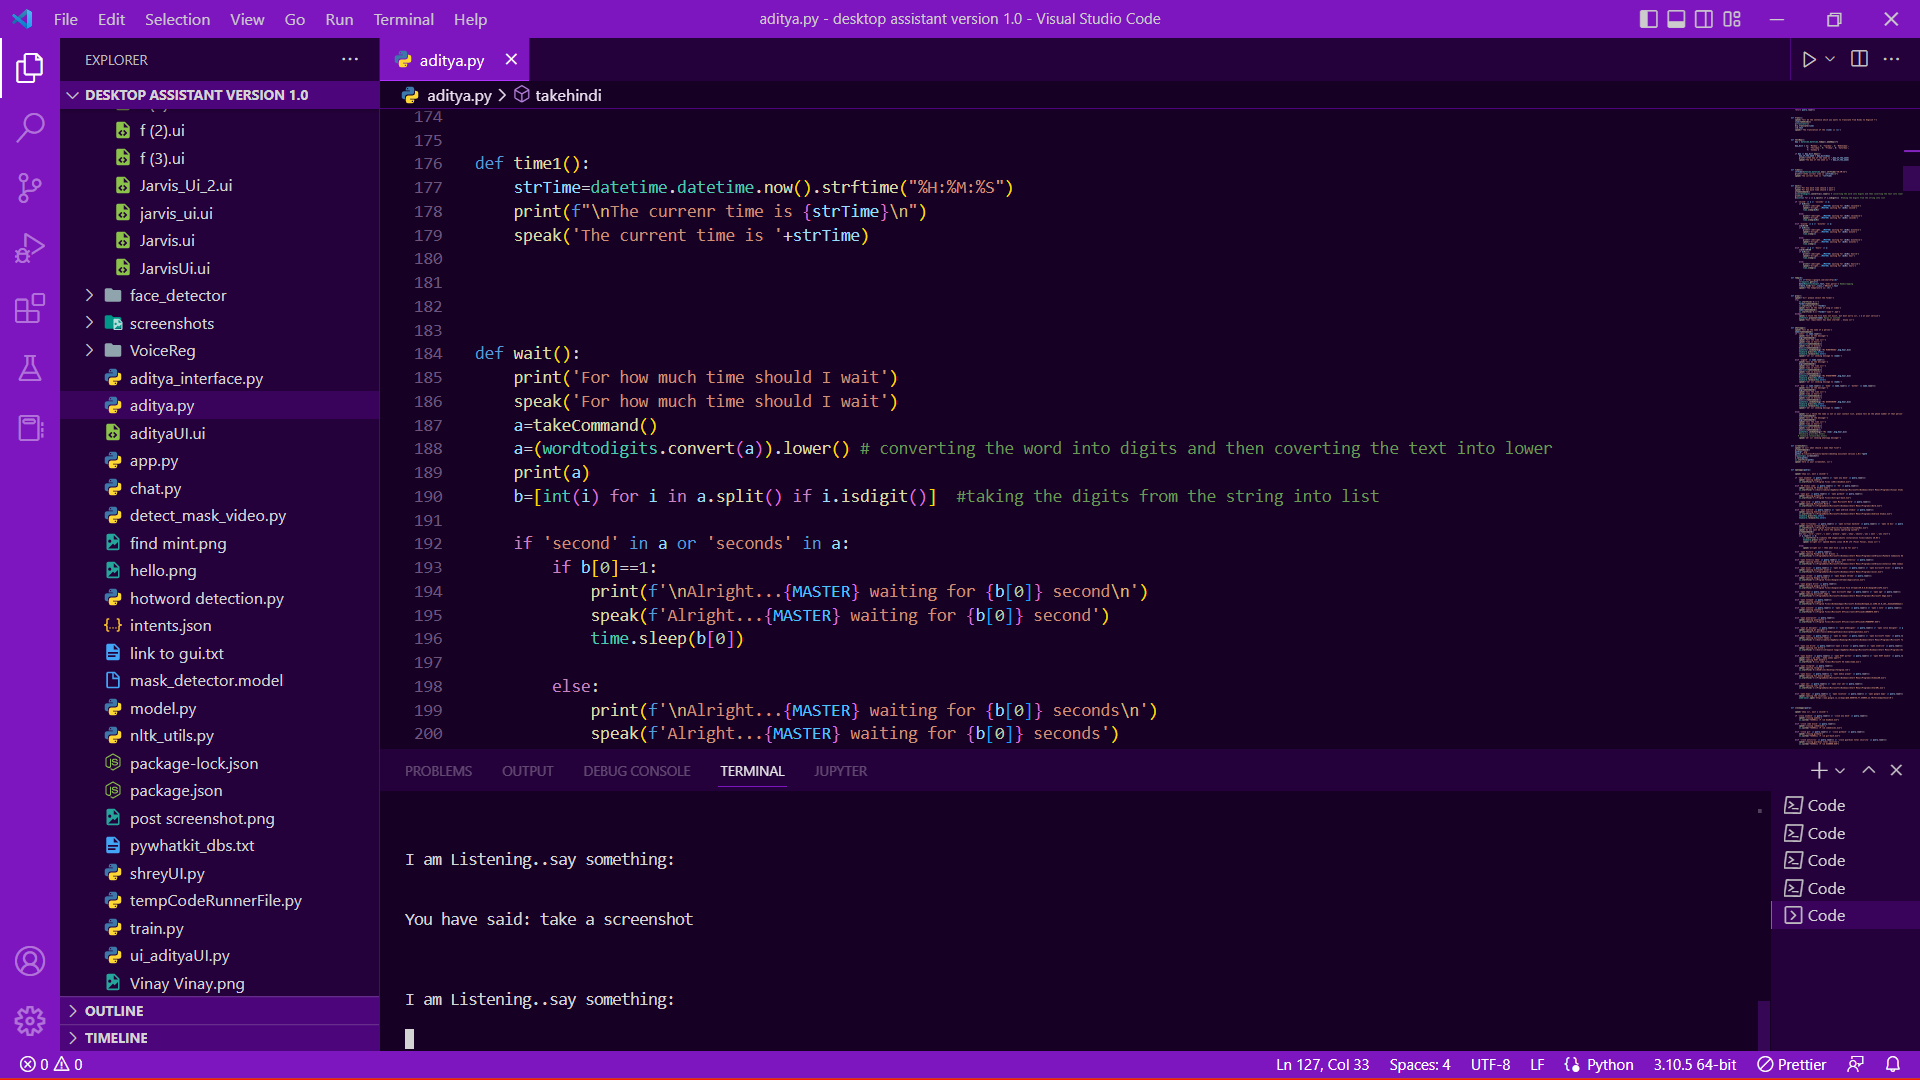 File Edit Selection View Go Run Terminal Help
aditya.py - desktop assistant version 1.0 - Visual Studio Code
EXPLORER
DESKTOP ASSISTANT VERSION 1.0
f (2).ui
f (3).ui
Jarvis_Ui_2.ui
jarvis_ui.ui
Jarvis.ui
JarvisUi.ui
face_detector
screenshots
VoiceReg
aditya_interface.py
aditya.py
adityaUI.ui
app.py
chat.py
detect_mask_video.py
find mint.png
hello.png
hotword detection.py
intents.json
link to gui.txt
mask_detector.model
model.py
nltk_utils.py
package-lock.json
package.json
post screenshot.png
pywhatkit_dbs.txt
shreyUI.py
tempCodeRunnerFile.py
train.py
ui_adityaUI.py
Vinay Vinay.png
OUTLINE
TIMELINE
aditya.py
aditya.py > takehindi
174
175
176 def time1():
177 strTime=datetime.datetime.now().strftime("%H:%M:%S")
178 print(f"\nThe currenr time is {strTime}\n")
179 speak('The current time is '+strTime)
180
181
182
183
184 def wait():
185 print('For how much time should I wait')
186 speak('For how much time should I wait')
187 a=takeCommand()
188 a=(wordtodigits.convert(a)).lower() # converting the word into digits and then coverting the text into lower
189 print(a)
190 b=[int(i) for i in a.split() if i.isdigit()]  #taking the digits from the string into list
191
192 if 'second' in a or 'seconds' in a:
193 if b[0]==1:
194 print(f'\nAlright...{MASTER} waiting for {b[0]} second\n')
195 speak(f'Alright...{MASTER} waiting for {b[0]} second')
196 time.sleep(b[0])
197
198 else:
199 print(f'\nAlright...{MASTER} waiting for {b[0]} seconds\n')
200 speak(f'Alright...{MASTER} waiting for {b[0]} seconds')
PROBLEMS OUTPUT DEBUG CONSOLE TERMINAL JUPYTER
I am Listening..say something:
You have said: take a screenshot
I am Listening..say something:
Code
Code
Code
Code
Code
0 0
Ln 127, Col 33 Spaces: 4 UTF-8 LF Python 3.10.5 64-bit Prettier